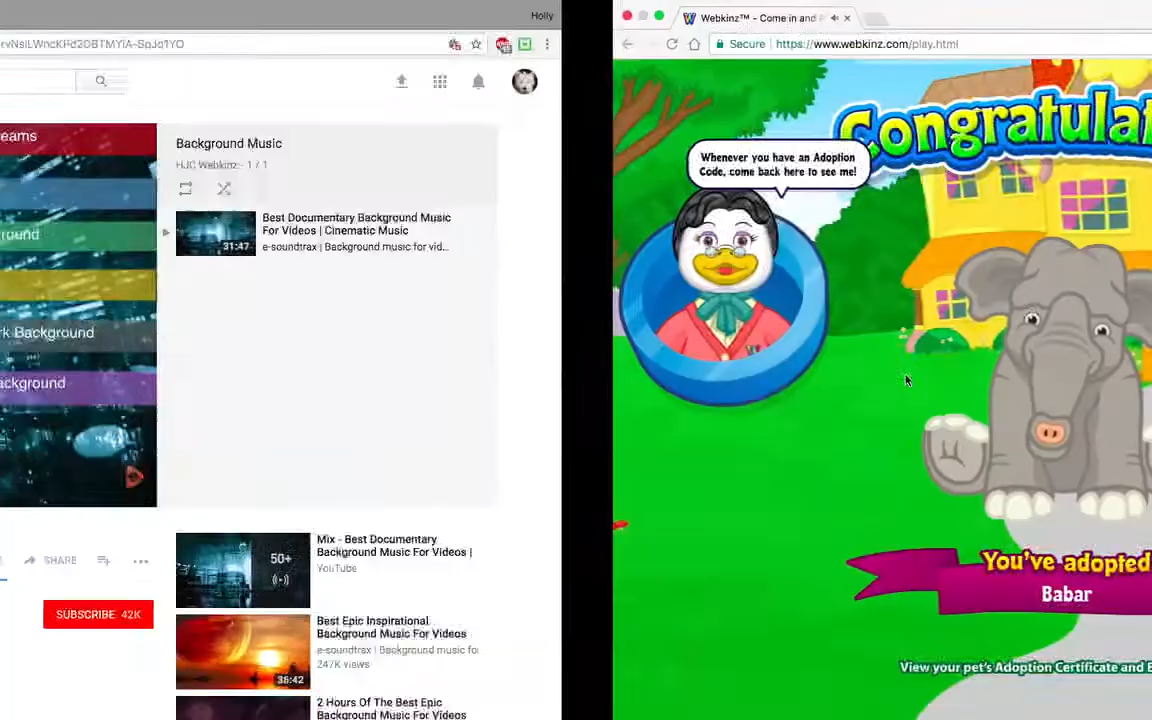 Holly
eams
Background Music
HJC Webkinz - 1 / 1
Best Documentary Background Music
For Videos | Cinematic Music
e-soundtrax | Background music for vid...
31:47
round
rk Background
ackground
SHARE
SUBSCRIBE 42K
50+
Mix - Best Documentary
Background Music For Videos |
YouTube
Best Epic Inspirational
Background Music For Videos
e-soundtrax | Background music fo
247K views
36:42
2 Hours Of The Best Epic
Background Music For Videos
Webkinz™ - Come in and P
Secure
https://www.webkinz.com/play.html
Congratulat
Whenever you have an Adoption
Code, come back here to see me!
You've adopted
Babar
View your pet's Adoption Certificate and